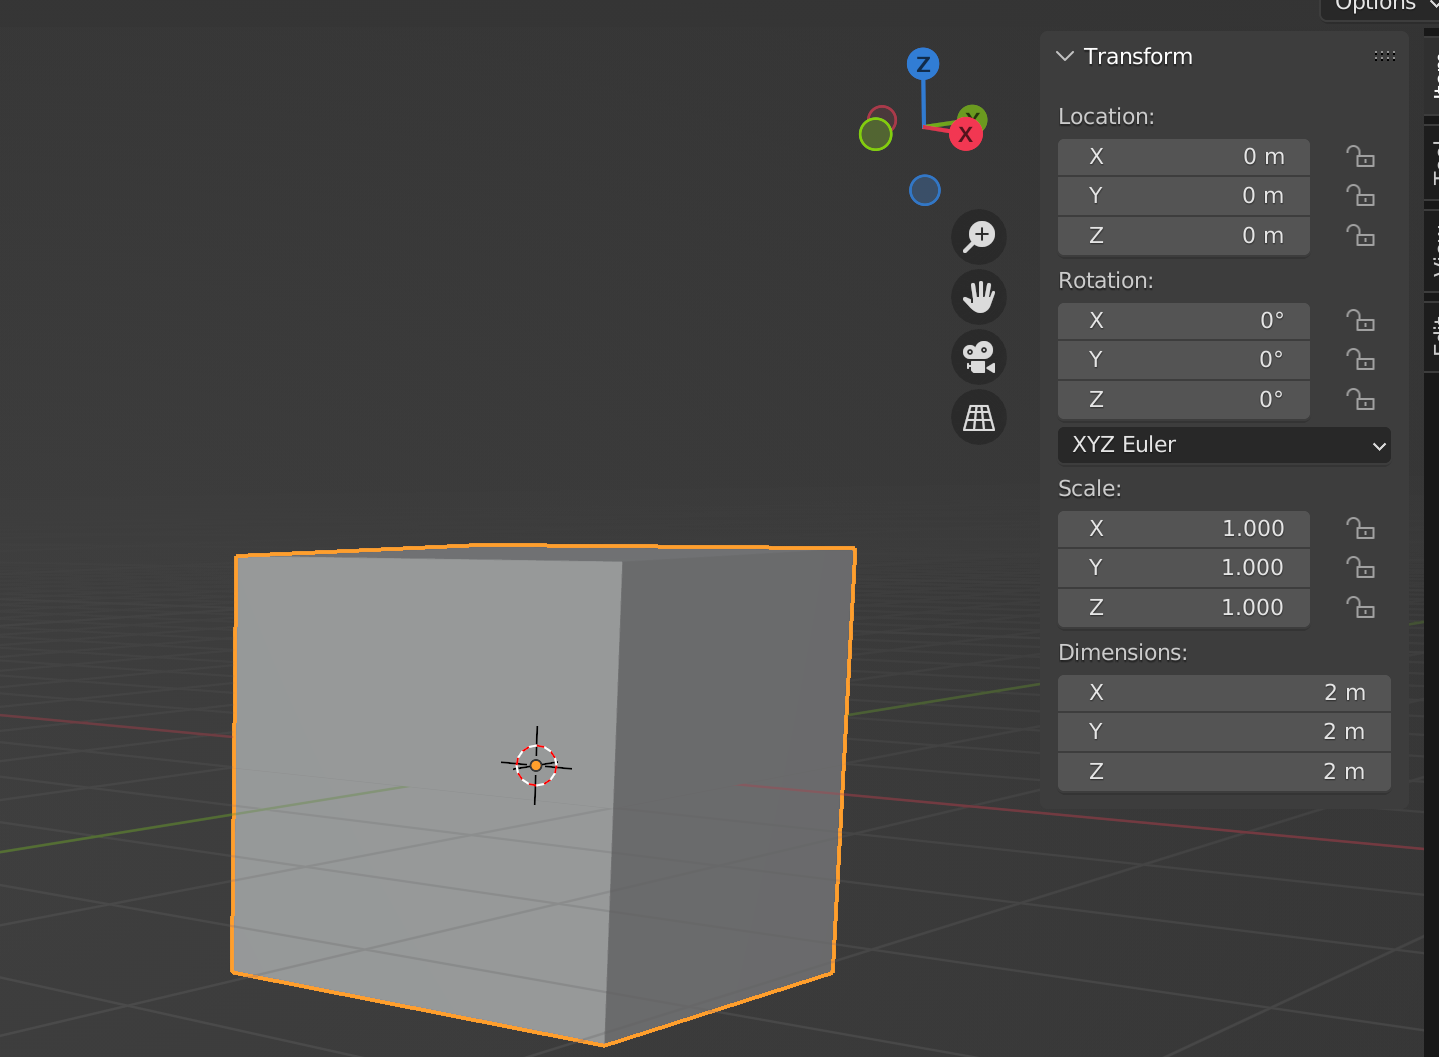 Options
Z
Y
X
Transform
Location:
X 0 m
Y 0 m
Z 0 m
Rotation:
X 0°
Y 0°
Z 0°
XYZ Euler
Scale:
X 1.000
Y 1.000
Z 1.000
Dimensions:
X 2 m
Y 2 m
Z 2 m